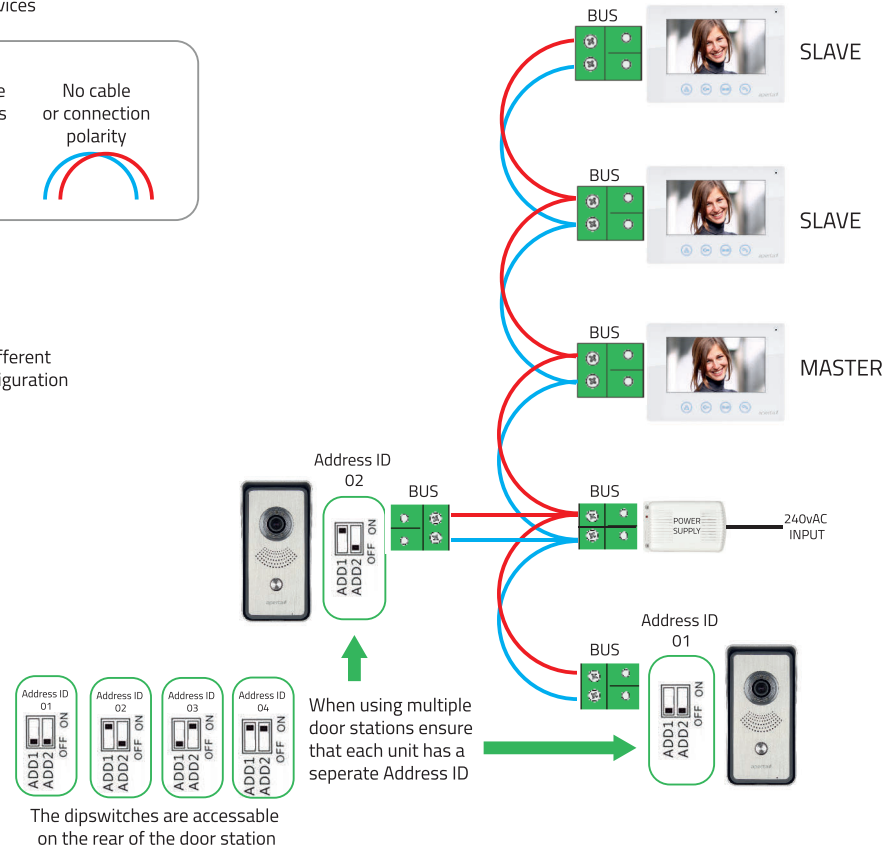 vices
e
s
No cable
or connection
polarity
fferent
iguration
BUS
SLAVE
BUS
SLAVE
BUS
MASTER
Address ID
02
ADD1
ADD2
OFF ON
BUS
BUS
POWER
SUPPLY
240vAC
INPUT
BUS
Address ID
01
ADD1
ADD2
OFF ON
Address ID
01
ADD1
ADD2
OFF ON
Address ID
02
ADD1
ADD2
OFF ON
Address ID
03
ADD1
ADD2
OFF ON
Address ID
04
ADD1
ADD2
OFF ON
When using multiple
door stations ensure
that each unit has a
seperate Address ID
The dipswitches are accessable
on the rear of the door station